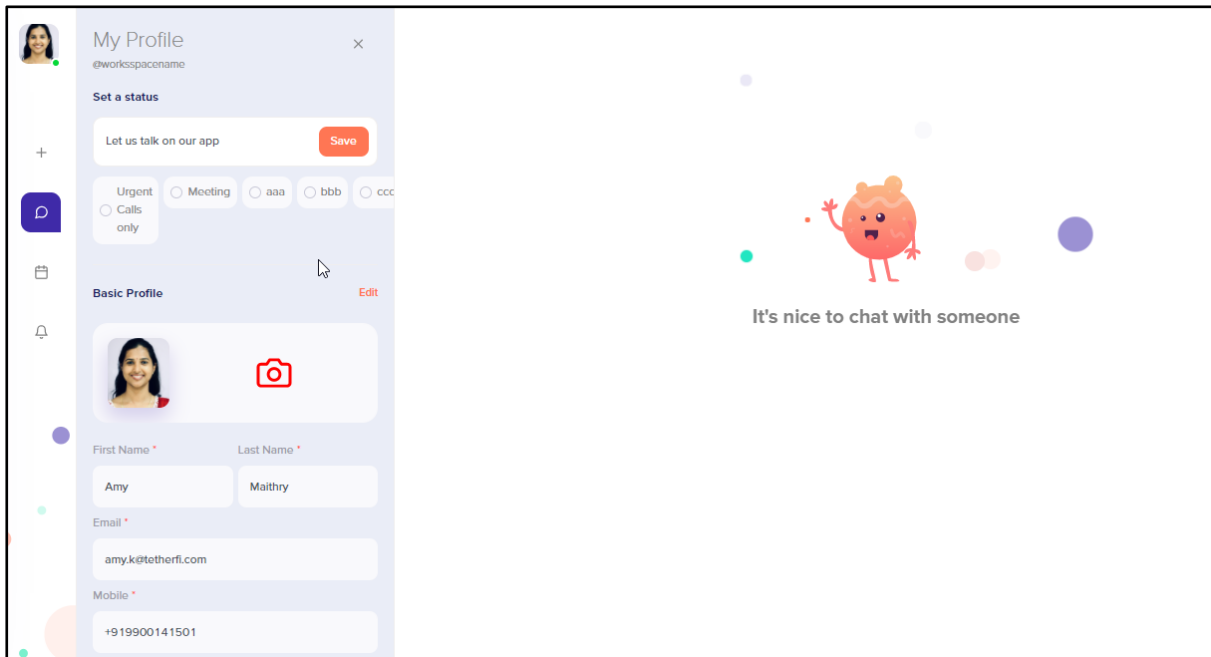 My Profile
@worksspacename
Set a status
Let us talk on our app
Save
Urgent
Calls
only
Meeting
aaa
bbb
ccc
Basic Profile
Edit
First Name *
Last Name *
Amy
Maithry
Email *
amy.k@tetherfi.com
Mobile *
+919900141501
It's nice to chat with someone